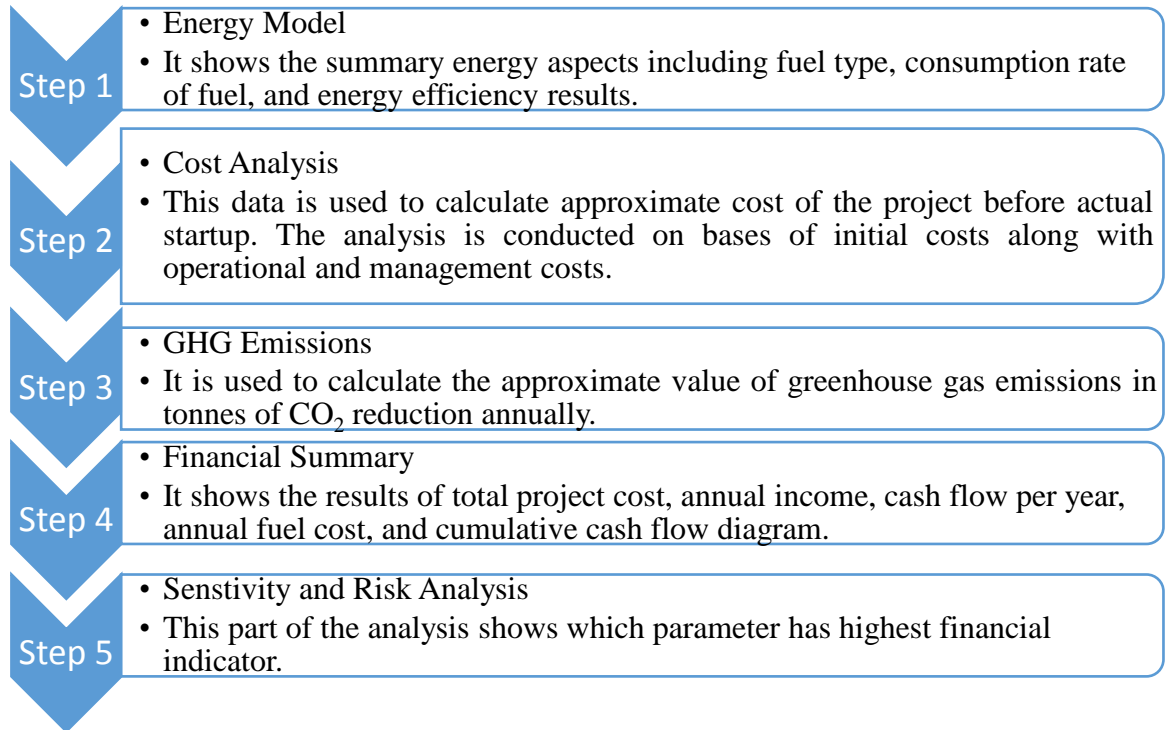 Step 1
• Energy Model
• It shows the summary energy aspects including fuel type, consumption rate
of fuel, and energy efficiency results.
Step 2
• Cost Analysis
• This data is used to calculate approximate cost of the project before actual
startup. The analysis is conducted on bases of initial costs along with
operational and management costs.
Step 3
• GHG Emissions
• It is used to calculate the approximate value of greenhouse gas emissions in
tonnes of CO₂ reduction annually.
Step 4
• Financial Summary
• It shows the results of total project cost, annual income, cash flow per year,
annual fuel cost, and cumulative cash flow diagram.
Step 5
• Senstivity and Risk Analysis
• This part of the analysis shows which parameter has highest financial
indicator.